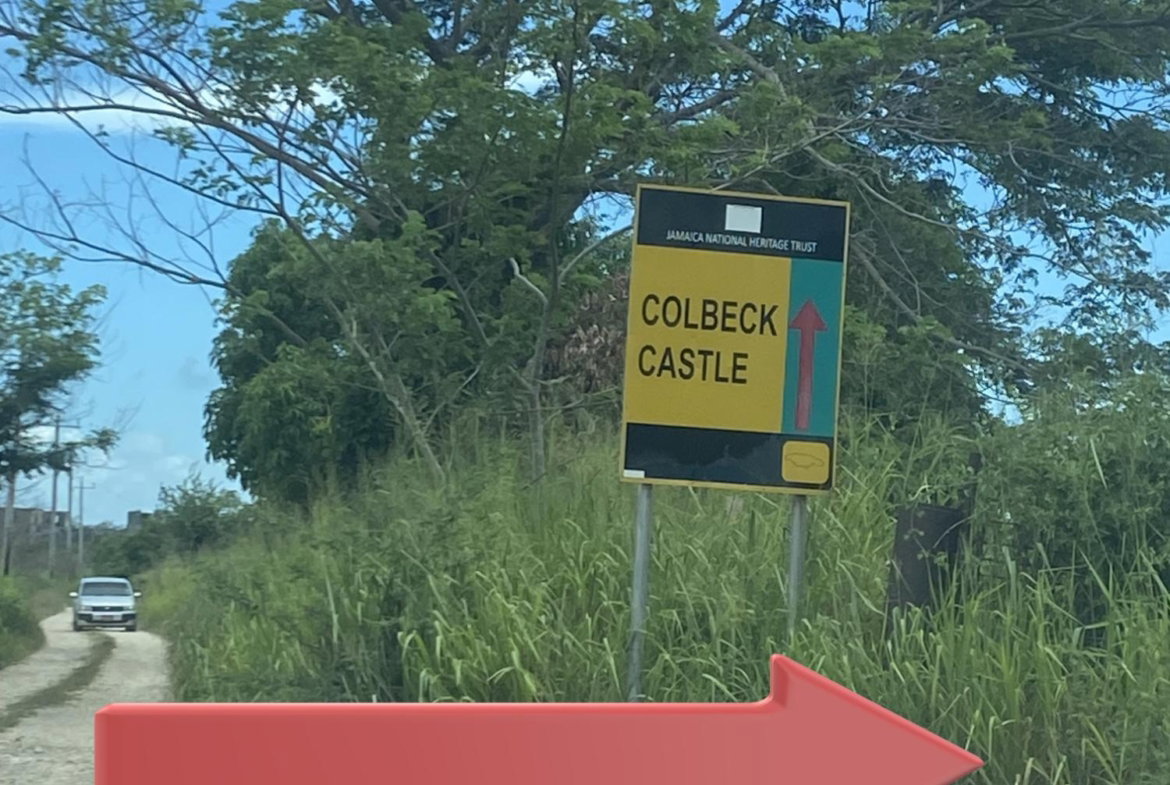 JAMAICA NATIONAL HERITAGE TRUST
COLBECK
CASTLE